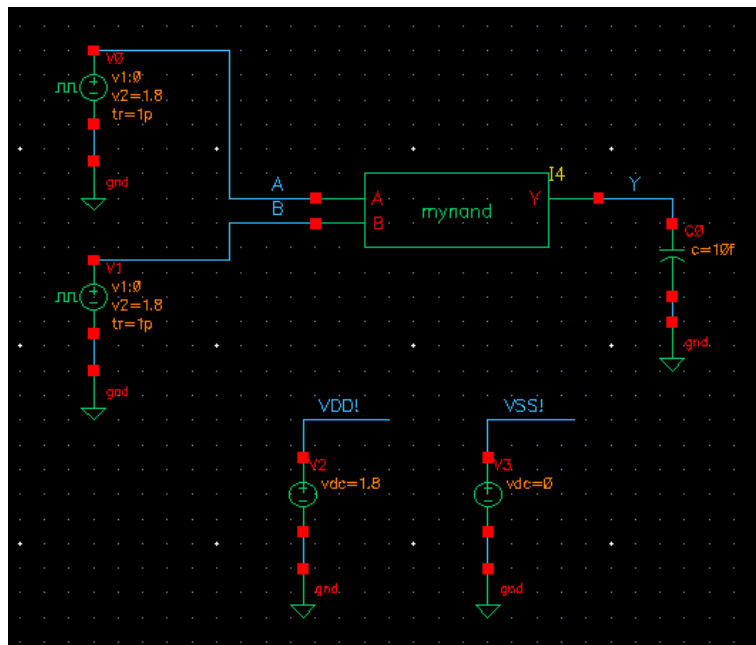 V0
v1:0
v2=1.8
tr=1p
gnd
A
B
A
B
mynand
Y
I4
Y
C0
c=10f
gnd
V1
v1:0
v2=1.8
tr=1p
gnd
VDD!
VSS!
V2
vdc=1.8
V3
vdc=0
gnd
gnd